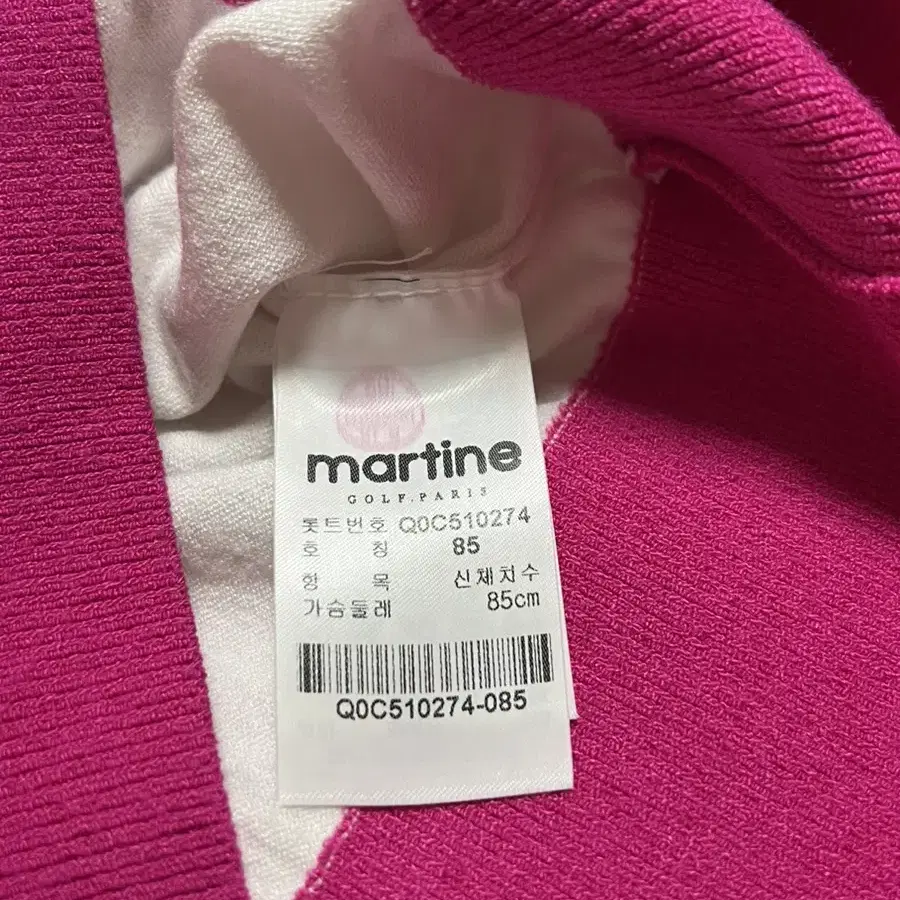 martine
GOLF.PARIS
롯트번호 Q0C510274
호 칭 85
항 목 신체치수
가슴둘레 85cm
Q0C510274-085